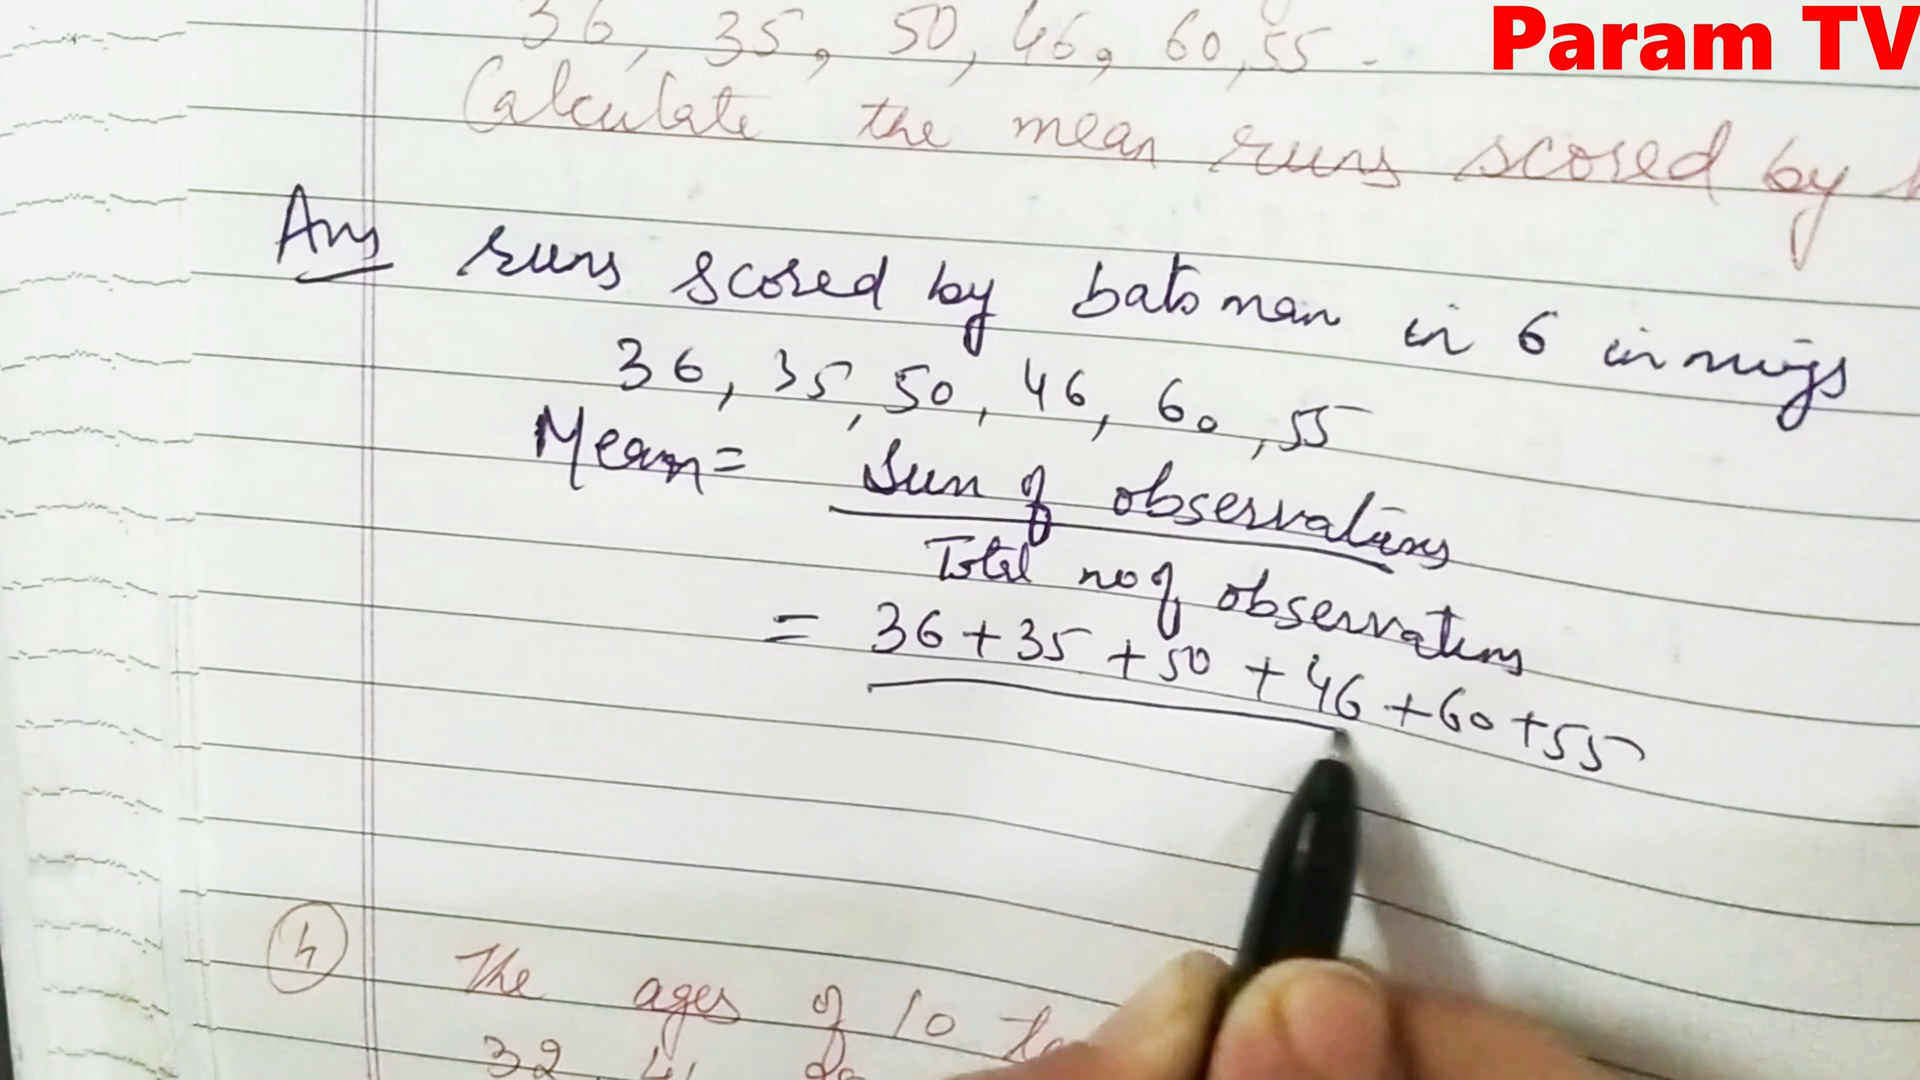 Param TV
36, 35, 50, 46, 60, 55.
Calculate the mean runs scored by
Ans runs scored by batsman in 6 innings
36, 35, 50, 46, 60, 55
Mean = Sum of observations
Total no of observations
= 36 + 35 + 50 + 46 + 60 + 55
4 The ages of 10
32